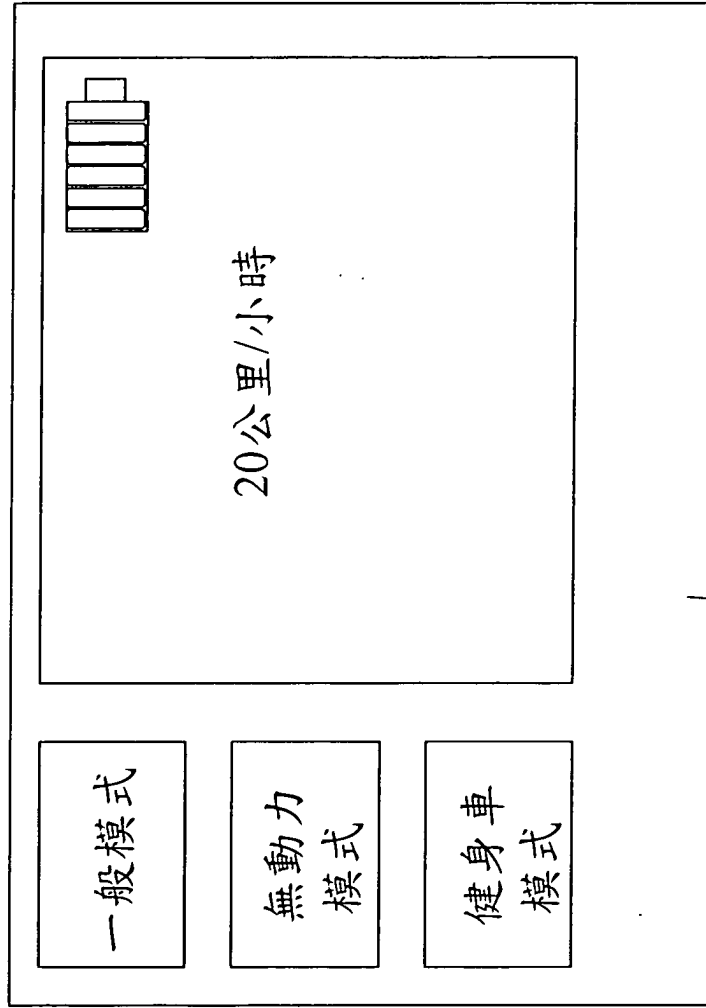 一般模式
無動力
模式
健身車
模式
20公里/小時